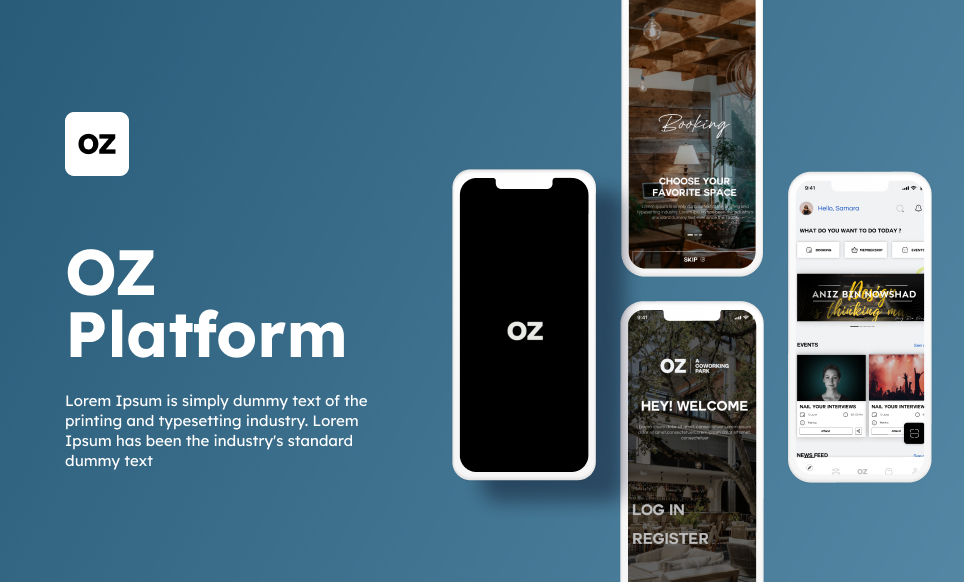 OZ
OZ
Platform
Lorem Ipsum is simply dummy text of the
printing and typesetting industry. Lorem
Ipsum has been the industry's standard
dummy text
OZ
Booking
CHOOSE YOUR
FAVORITE SPACE
SKIP
9:41
OZ
A
COWORKING
PARK
HEY! WELCOME
LOG IN
REGISTER
9:41
Hello, Samara
WHAT DO YOU WANT TO DO TODAY ?
BOOKING
MEMBERSHIP
EVENTS
ANIZ BIN NOWSHAD
Design
Thinking
EVENTS
NAIL YOUR INTERVIEWS
NAIL YOUR INTERVIEW
NEWS FEED
OZ